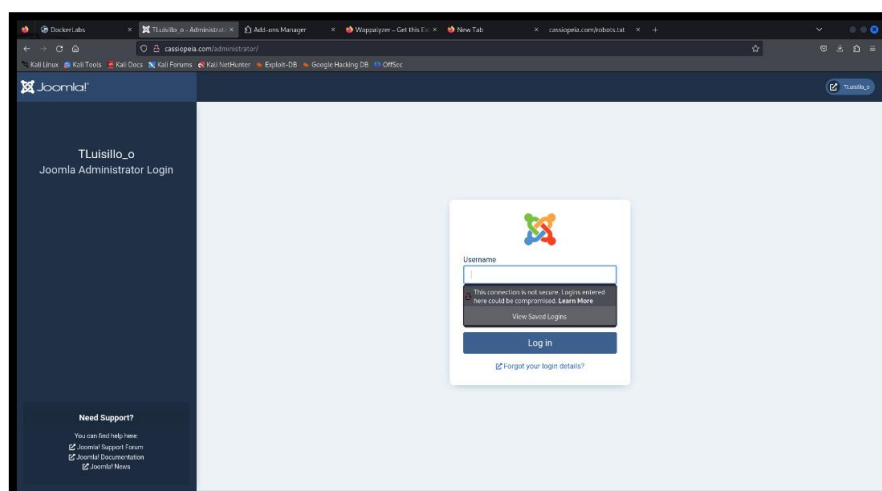 DockerLabs
TLuisillo_o - Administrat
Add-ons Manager
Wappalyzer – Get this Ex
New Tab
cassiopeia.com/robots.txt
cassiopeia.com/administrator/
Kali Linux Kali Tools Kali Docs Kali Forums Kali NetHunter Exploit-DB Google Hacking DB OffSec
Joomla!
TLuisillo_o
TLuisillo_o
Joomla Administrator Login
Username
This connection is not secure. Logins entered
here could be compromised. Learn More
View Saved Logins
Log in
Forgot your login details?
Need Support?
You can find help here:
Joomla! Support Forum
Joomla! Documentation
Joomla! News